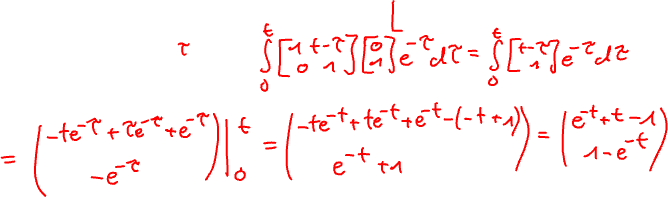 τ ∫₀ᵗ [1 t-τ; 0 1] [0; 1] e^{-τ} dτ = ∫₀ᵗ [t-τ; 1] e^{-τ} dτ
= (-te^{-τ} + τe^{-τ} + e^{-τ}; -e^{-τ}) |₀ᵗ = (-te^{-t} + te^{-t} + e^{-t} - (-t + 1); e^{-t} + 1) = (e^{-t} + t - 1; 1 - e^{-t})